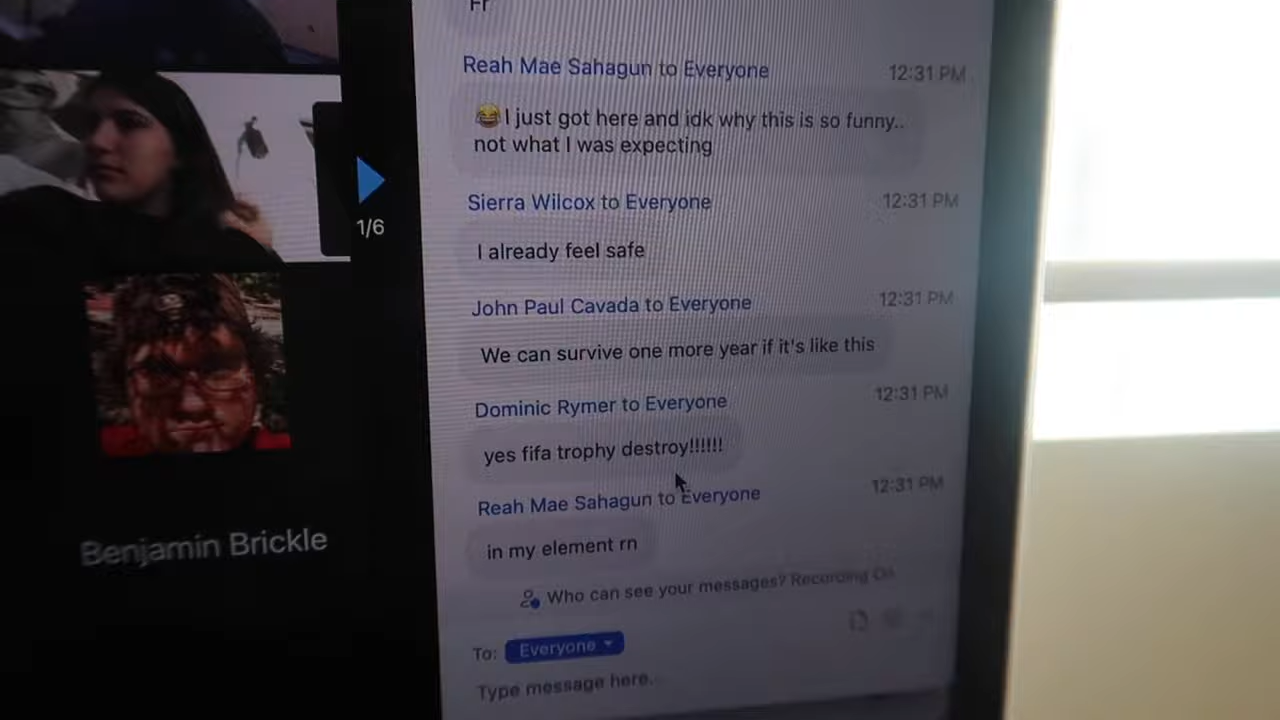 Fr
Reah Mae Sahagun to Everyone 12:31 PM
😂I just got here and idk why this is so funny..
not what I was expecting
Sierra Wilcox to Everyone 12:31 PM
I already feel safe
John Paul Cavada to Everyone 12:31 PM
We can survive one more year if it's like this
Dominic Rymer to Everyone 12:31 PM
yes fifa trophy destroy!!!!!!
Reah Mae Sahagun to Everyone 12:31 PM
in my element rn
Who can see your messages? Recording On
To: Everyone
Type message here.
1/6
Benjamin Brickle